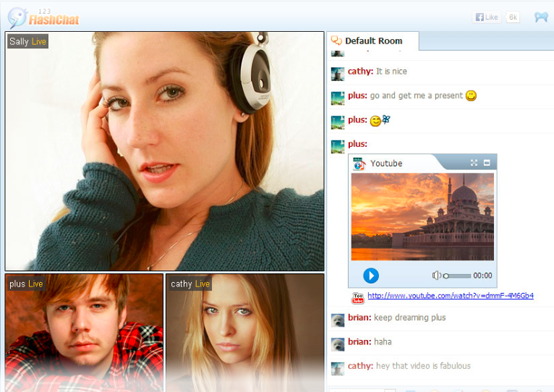 123
FlashChat
Like
6k
Sally Live
Default Room
cathy: It is nice
plus: go and get me a present
plus:
plus:
Youtube
00:00
You
Tube
http://www.youtube.com/watch?v=dmmF-4M6Gb4
plus Live
cathy Live
brian: keep dreaming plus
brian: haha
cathy: hey that video is fabulous